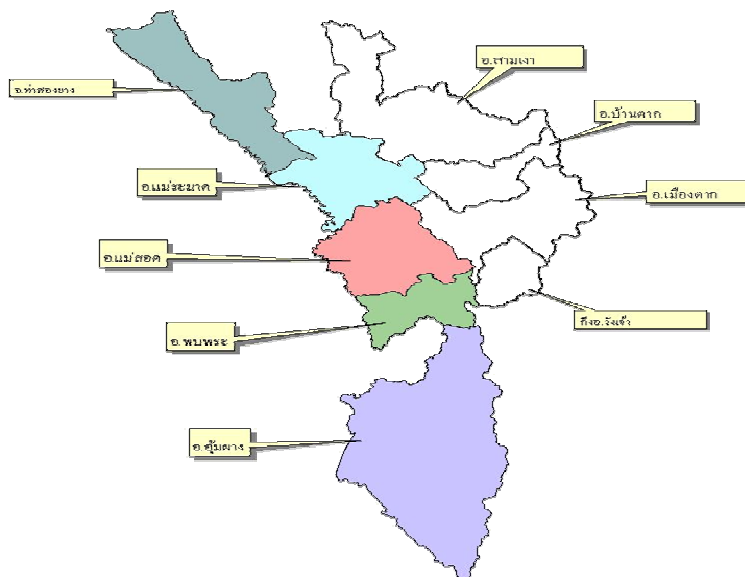 อ.สามเงา
อ.ท่าสองยาง
อ.บ้านตาก
อ.แม่ระมาด
อ.เมืองตาก
อ.แม่สอด
กิ่งอ.วังเจ้า
อ.พบพระ
อ.อุ้มผาง